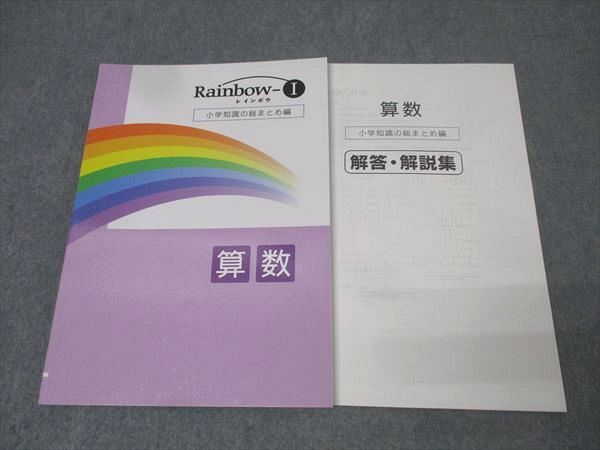 Rainbow-I
レインボウ
小学知識の総まとめ編
算数
算数
小学知識の総まとめ編
解答・解説集